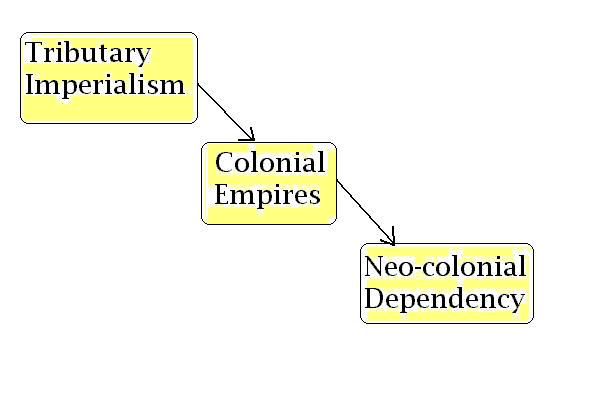 Tributary
Imperialism
Colonial
Empires
Neo-colonial
Dependency